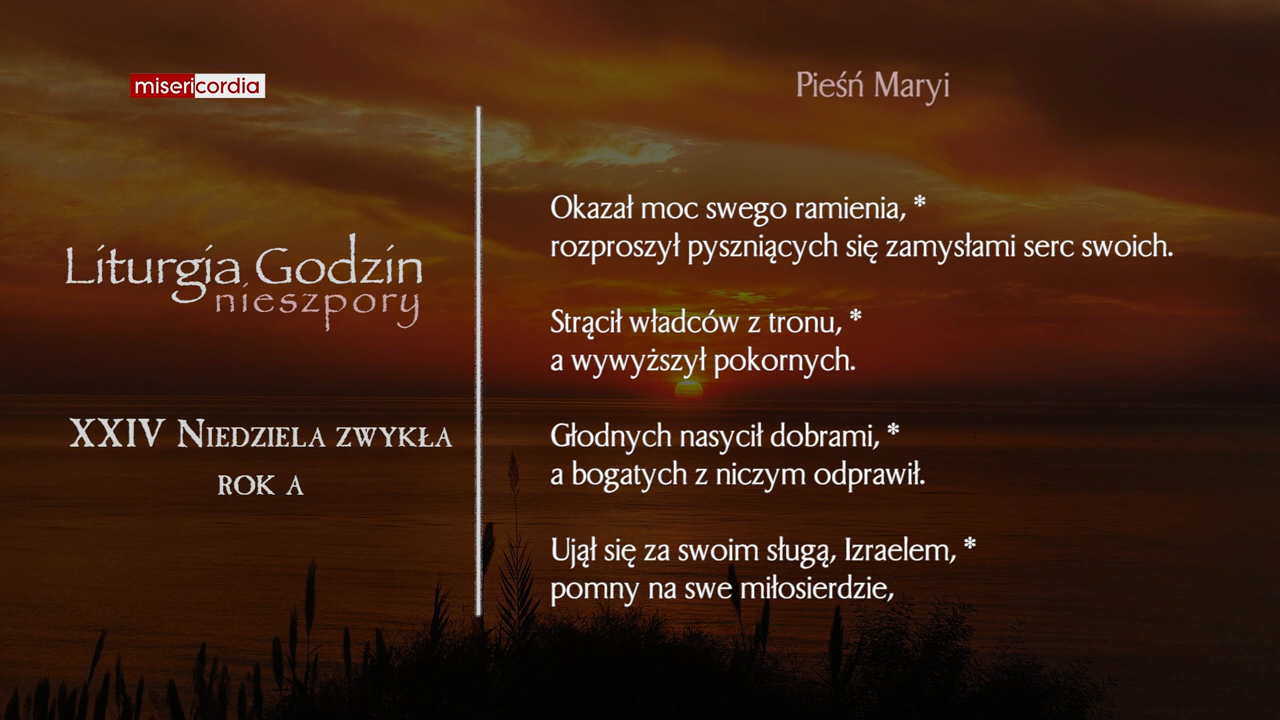 misericordia
Liturgia Godzin
nieszpory
XXIV Niedziela zwykła
rok A
Pieśń Maryi
Okazał moc swego ramienia, *
rozproszył pyszniących się zamysłami serc swoich.
Strącił władców z tronu, *
a wywyższył pokornych.
Głodnych nasycił dobrami, *
a bogatych z niczym odprawił.
Ujął się za swoim sługą, Izraelem, *
pomny na swe miłosierdzie,